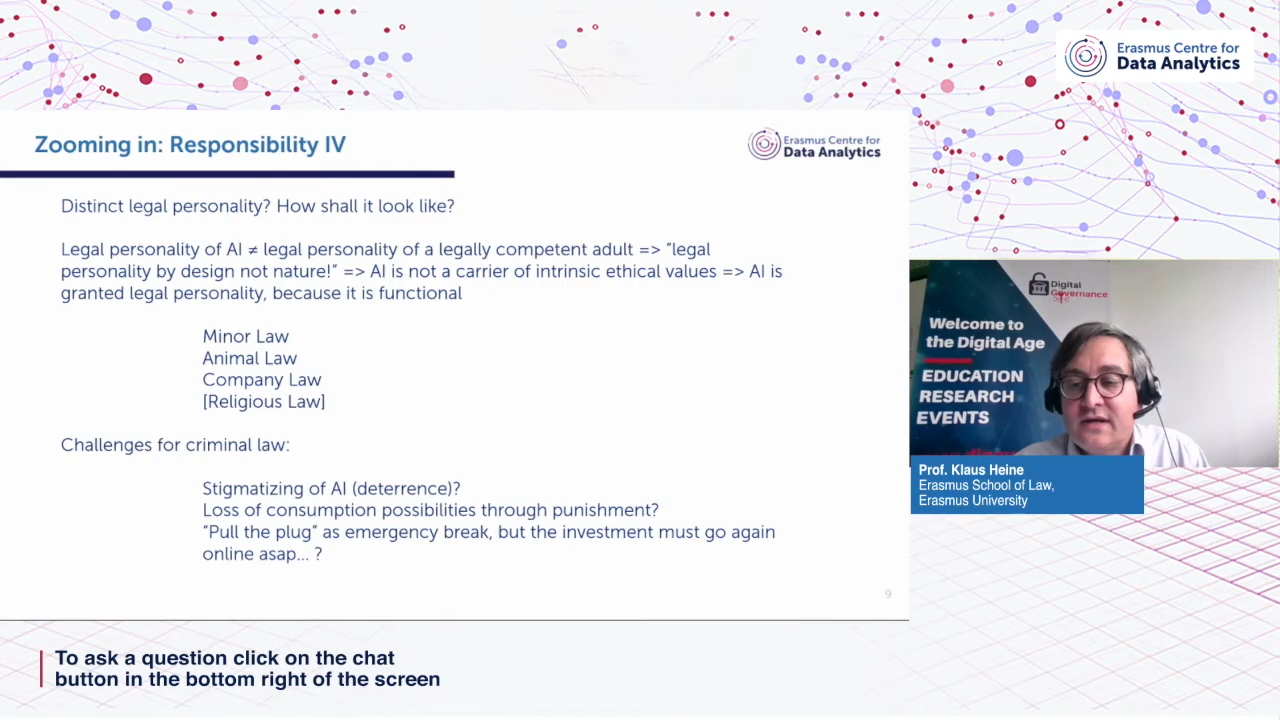 Erasmus Centre for
Data Analytics
Zooming in: Responsibility IV
Erasmus Centre for
Data Analytics
Distinct legal personality? How shall it look like?
Legal personality of AI ≠ legal personality of a legally competent adult => “legal
personality by design not nature!” => AI is not a carrier of intrinsic ethical values => AI is
granted legal personality, because it is functional
Minor Law
Animal Law
Company Law
[Religious Law]
Challenges for criminal law:
Stigmatizing of AI (deterrence)?
Loss of consumption possibilities through punishment?
“Pull the plug” as emergency break, but the investment must go again
online asap... ?
9
Digital
Governance
Welcome to
the Digital Age
EDUCATION
RESEARCH
EVENTS
Prof. Klaus Heine
Erasmus School of Law,
Erasmus University
To ask a question click on the chat
button in the bottom right of the screen